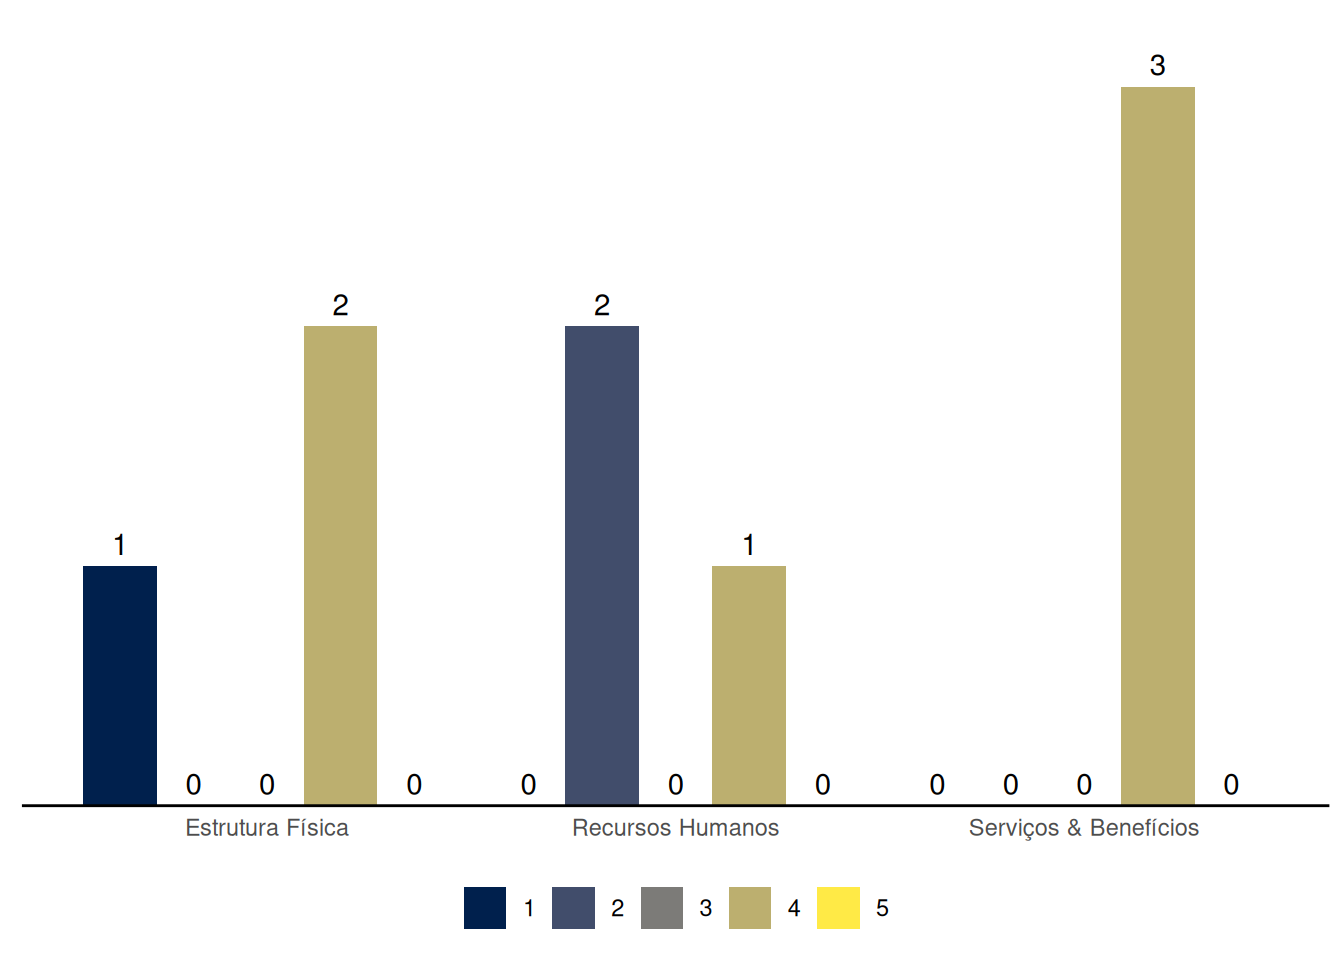 3
2 2
1 1
0 0 0 0 0 0 0 0 0 0
Estrutura Física Recursos Humanos Serviços & Benefícios
1 2 3 4 5